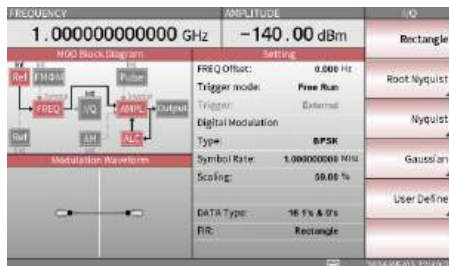 FREQUENCY
AMPLITUDE
I/Q
1.000000000000 GHz
-140.00 dBm
MOD Block Diagram
Setting
Ref
FMΦM
Pulse
FREQ
I/Q
AMPL
Output
Int
AM
ALC
FREQ Offset: 0.000 Hz
Trigger mode: Free Run
Trigger: External
Digital Modulation
Type: BPSK
Symbol Rate: 1.000000000 MHz
Scaling: 50.00 %
DATA Type: 16 1's & 0's
FIR: Rectangle
Modulation Waveform
Rectangle
Root Nyquist
Nyquist
Gaussian
User Define